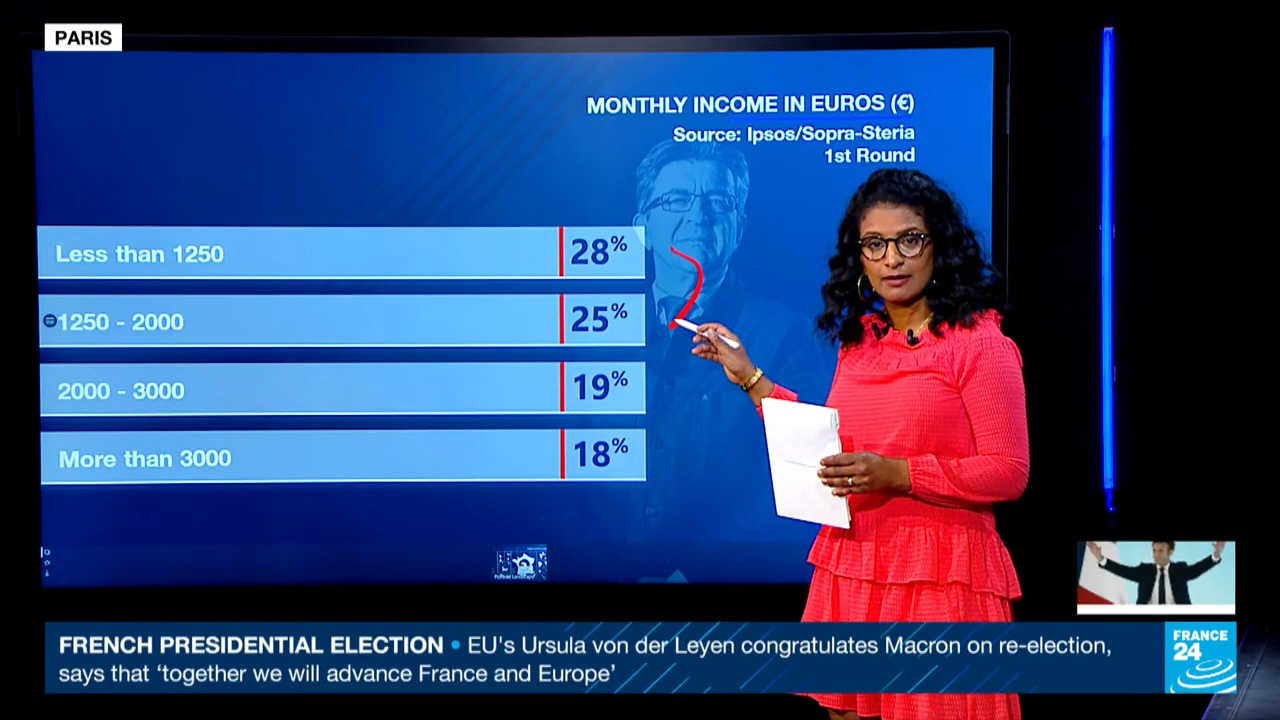 PARIS
MONTHLY INCOME IN EUROS (€)
Source: Ipsos/Sopra-Steria
1st Round
Less than 1250 28%
1250 - 2000 25%
2000 - 3000 19%
More than 3000 18%
FRENCH PRESIDENTIAL ELECTION • EU's Ursula von der Leyen congratulates Macron on re-election,
says that ‘together we will advance France and Europe’
FRANCE
24